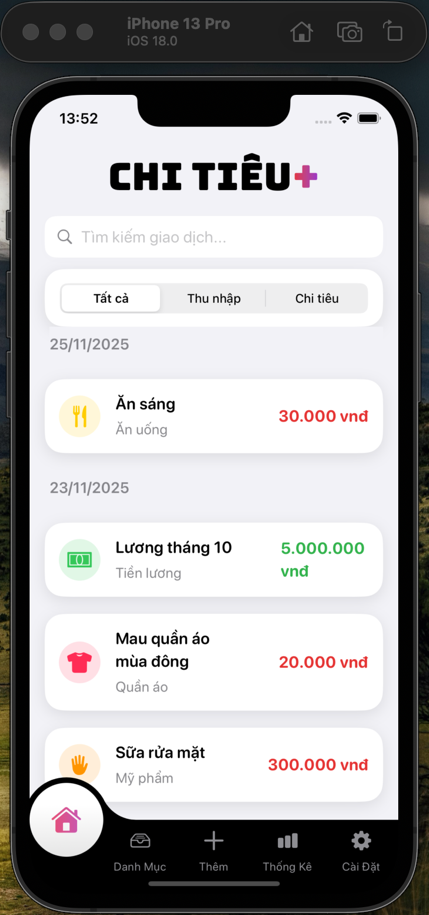 iPhone 13 Pro
iOS 18.0
13:52
CHI TIÊU+
Tìm kiếm giao dịch...
Tất cả
Thu nhập
Chi tiêu
25/11/2025
Ăn sáng
30.000 vnđ
Ăn uống
23/11/2025
Lương tháng 10
5.000.000
vnđ
Tiền lương
Mau quần áo
mùa đông
20.000 vnđ
Quần áo
Sữa rửa mặt
300.000 vnđ
Mỹ phẩm
Danh Mục
Thêm
Thống Kê
Cài Đặt